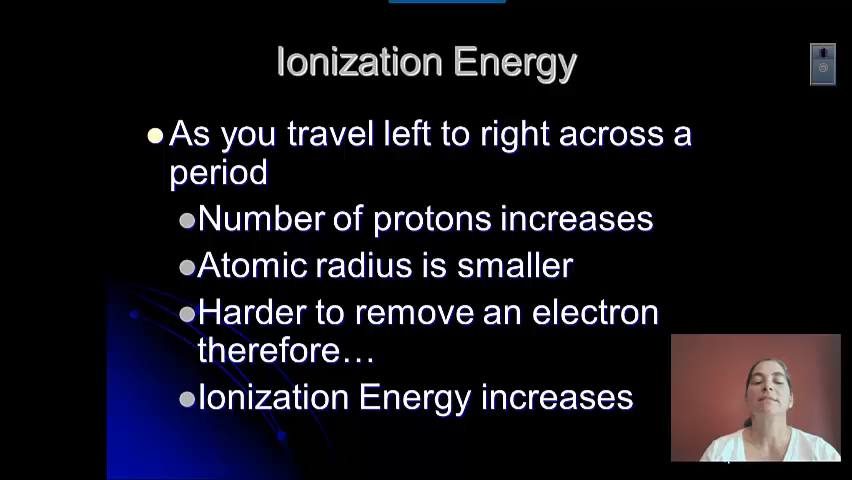 Ionization Energy
As you travel left to right across a
period
Number of protons increases
Atomic radius is smaller
Harder to remove an electron
therefore…
Ionization Energy increases